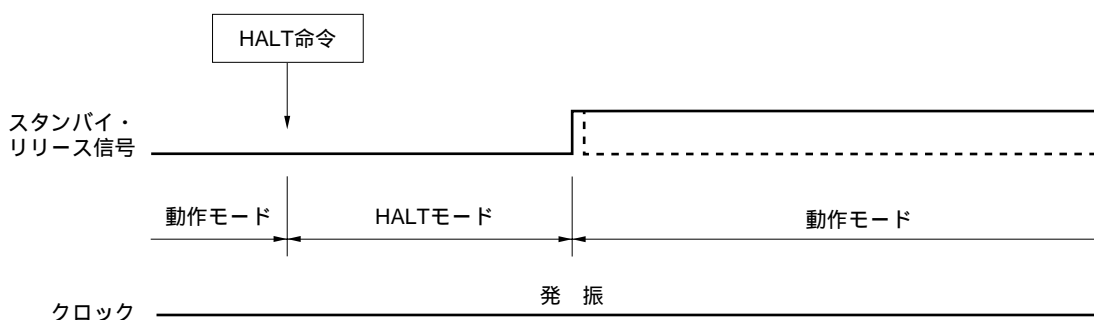 HALT命令
スタンバイ・
リリース信号
動作モード
HALTモード
動作モード
発 振
クロック